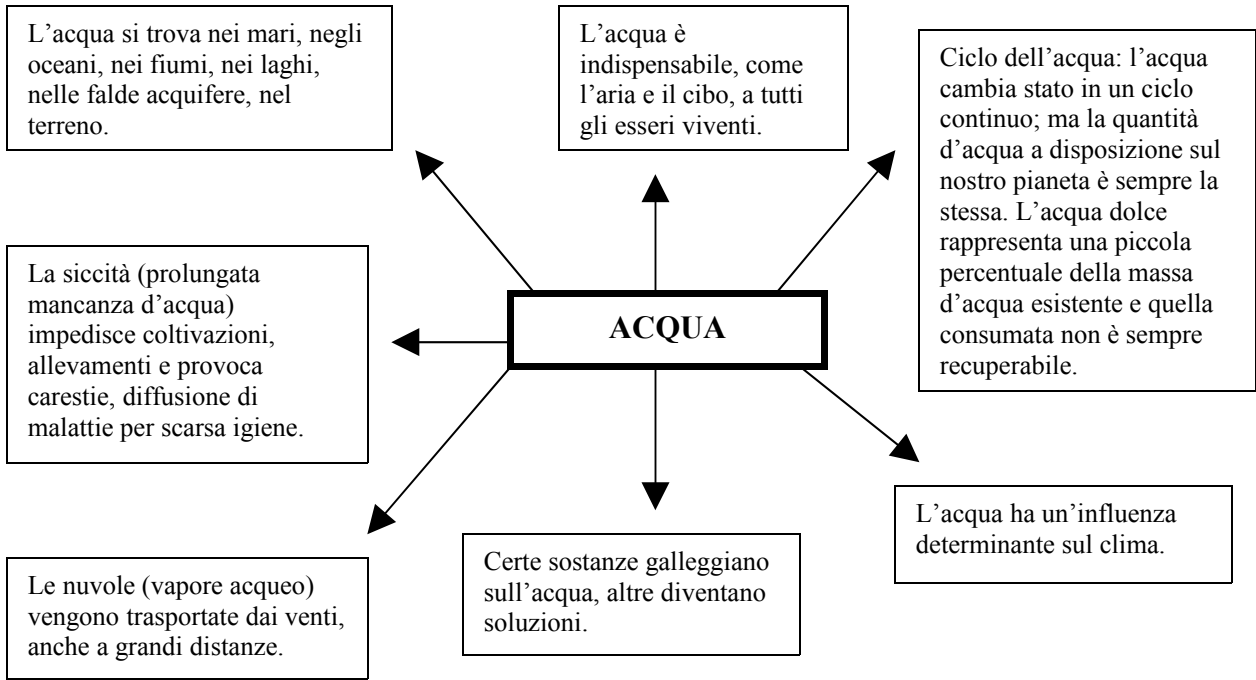 L’acqua si trova nei mari, negli
oceani, nei fiumi, nei laghi,
nelle falde acquifere, nel
terreno.
L’acqua è
indispensabile, come
l’aria e il cibo, a tutti
gli esseri viventi.
Ciclo dell’acqua: l’acqua
cambia stato in un ciclo
continuo; ma la quantità
d’acqua a disposizione sul
nostro pianeta è sempre la
stessa. L’acqua dolce
rappresenta una piccola
percentuale della massa
d’acqua esistente e quella
consumata non è sempre
recuperabile.
La siccità (prolungata
mancanza d’acqua)
impedisce coltivazioni,
allevamenti e provoca
carestie, diffusione di
malattie per scarsa igiene.
ACQUA
L’acqua ha un’influenza
determinante sul clima.
Certe sostanze galleggiano
sull’acqua, altre diventano
soluzioni.
Le nuvole (vapore acqueo)
vengono trasportate dai venti,
anche a grandi distanze.